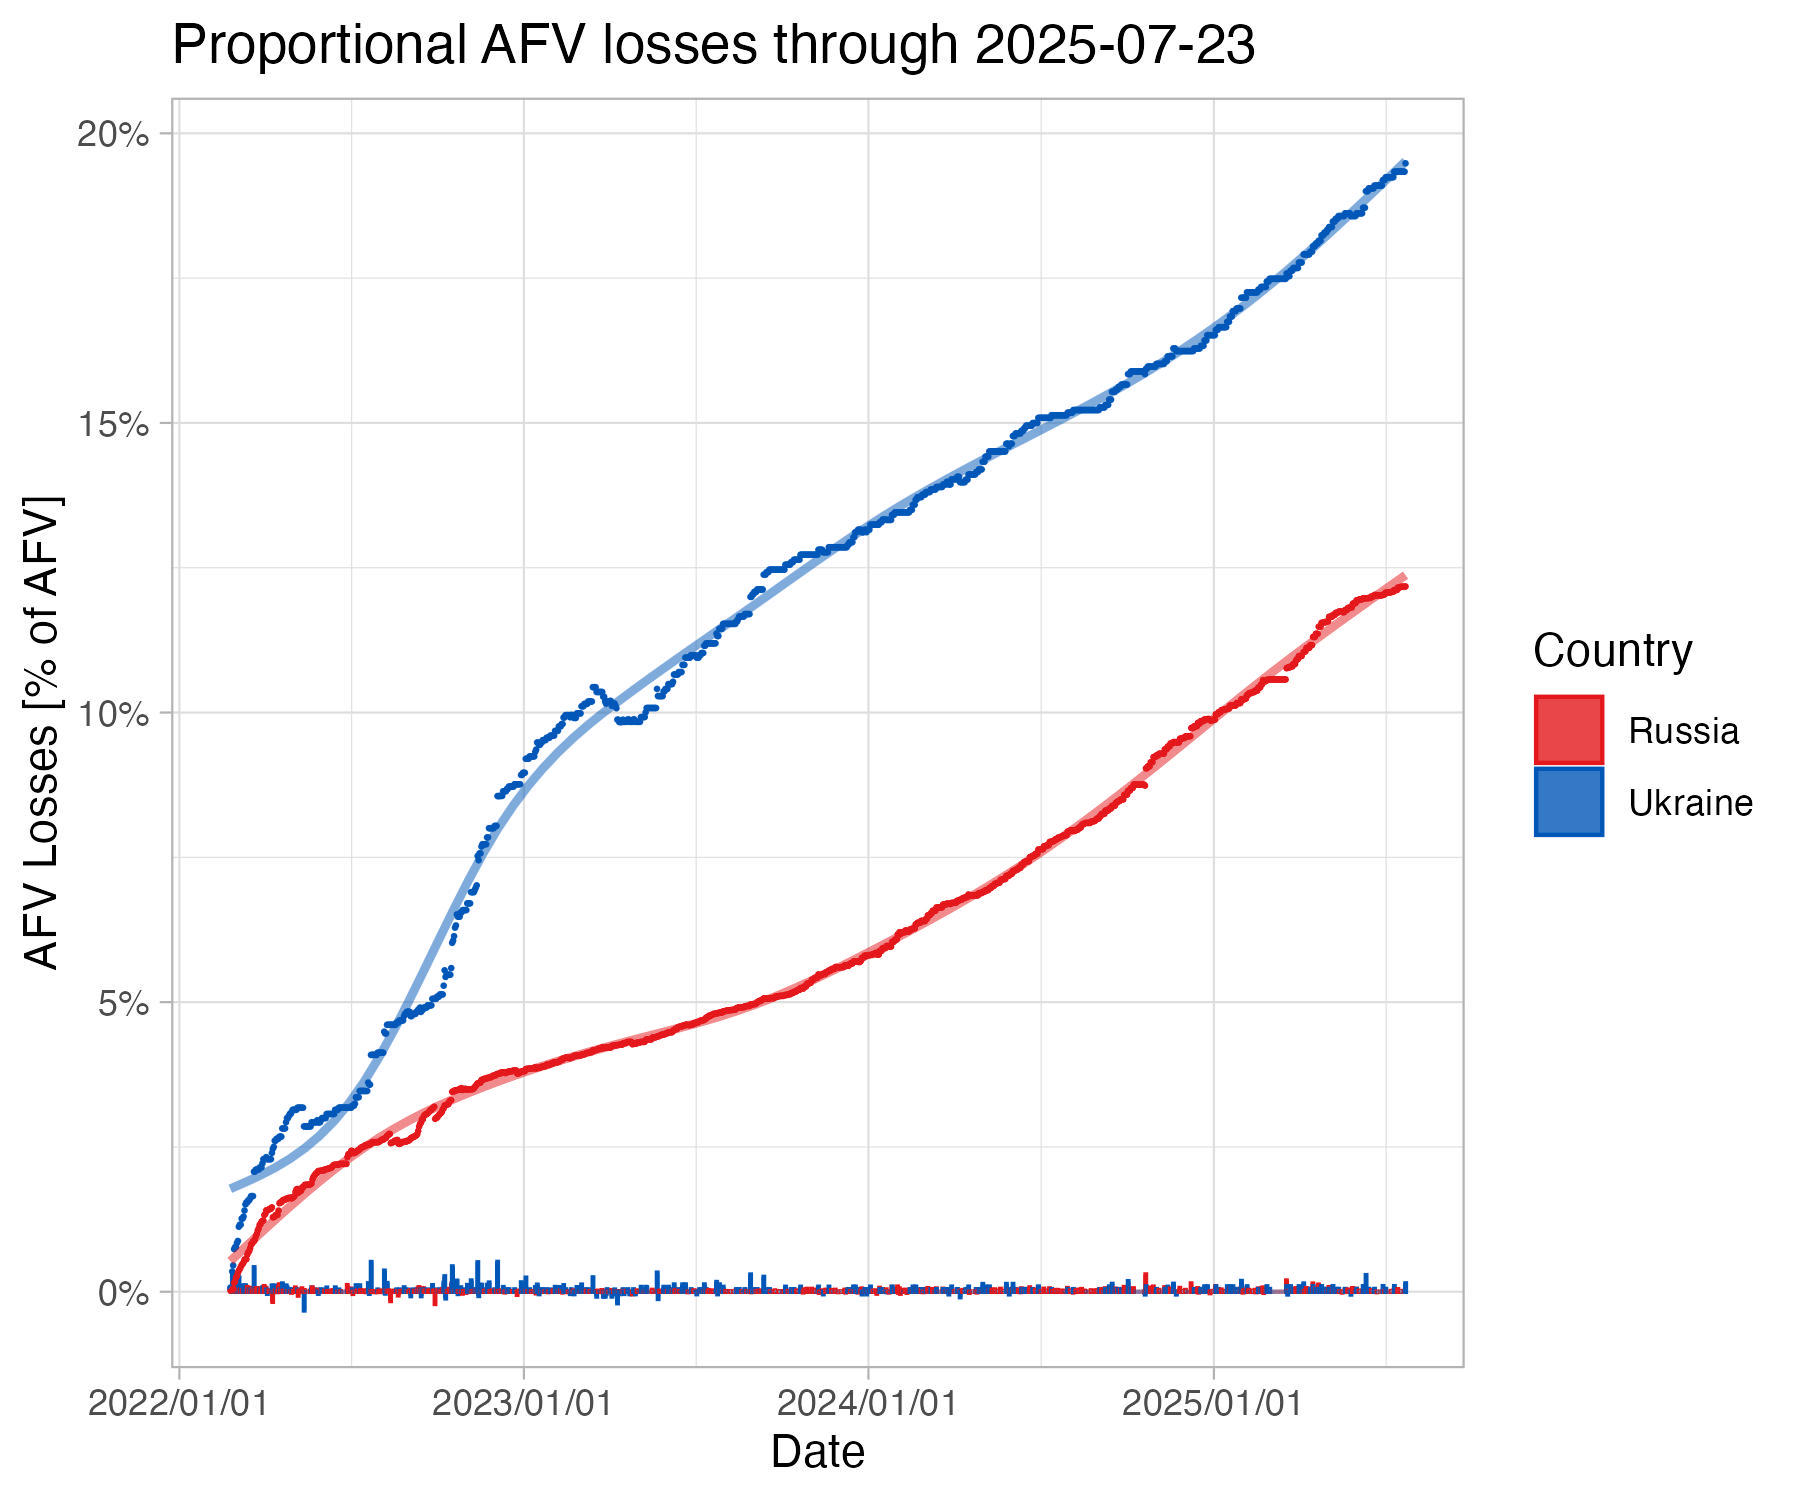 Proportional AFV losses through 2025-07-23
AFV Losses [% of AFV]
20%
15%
10%
5%
0%
2022/01/01
2023/01/01
2024/01/01
2025/01/01
Date
Country
Russia
Ukraine